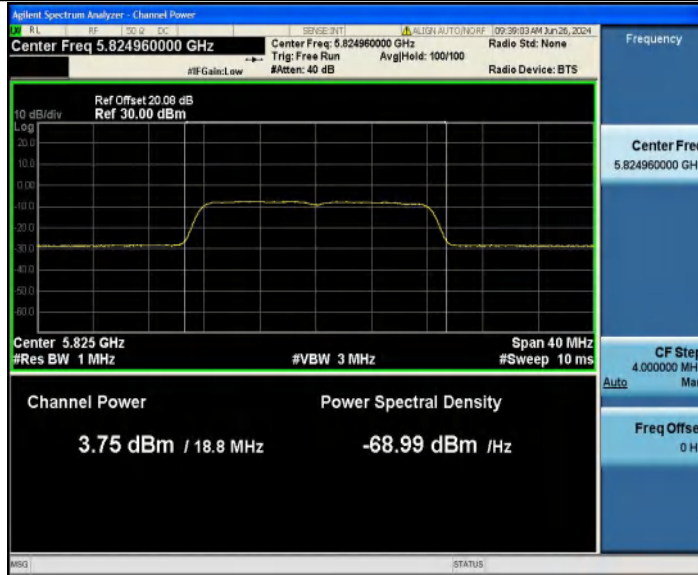 Agilent Spectrum Analyzer - Channel Power
RL RF 50 Ω DC SENSE:INT ALIGN AUTO/NORF 09:39:03 AM Jun 26, 2024
Center Freq 5.824960000 GHz
Center Freq: 5.824960000 GHz
Radio Std: None
Trig: Free Run Avg|Hold: 100/100
#IFGain:Low
#Atten: 40 dB
Radio Device: BTS
Frequency
Ref Offset 20.08 dB
10 dB/div Ref 30.00 dBm
Log
20.0
10.0
0.00
-10.0
-20.0
-30.0
-40.0
-50.0
-60.0
Center Fre
5.824960000 GH
Center 5.825 GHz
Span 40 MHz
#Res BW 1 MHz
#VBW 3 MHz
#Sweep 10 ms
CF Ste
4.000000 MH
Auto Ma
Channel Power
Power Spectral Density
3.75 dBm / 18.8 MHz
-68.99 dBm /Hz
Freq Offse
0 H
MSG
STATUS